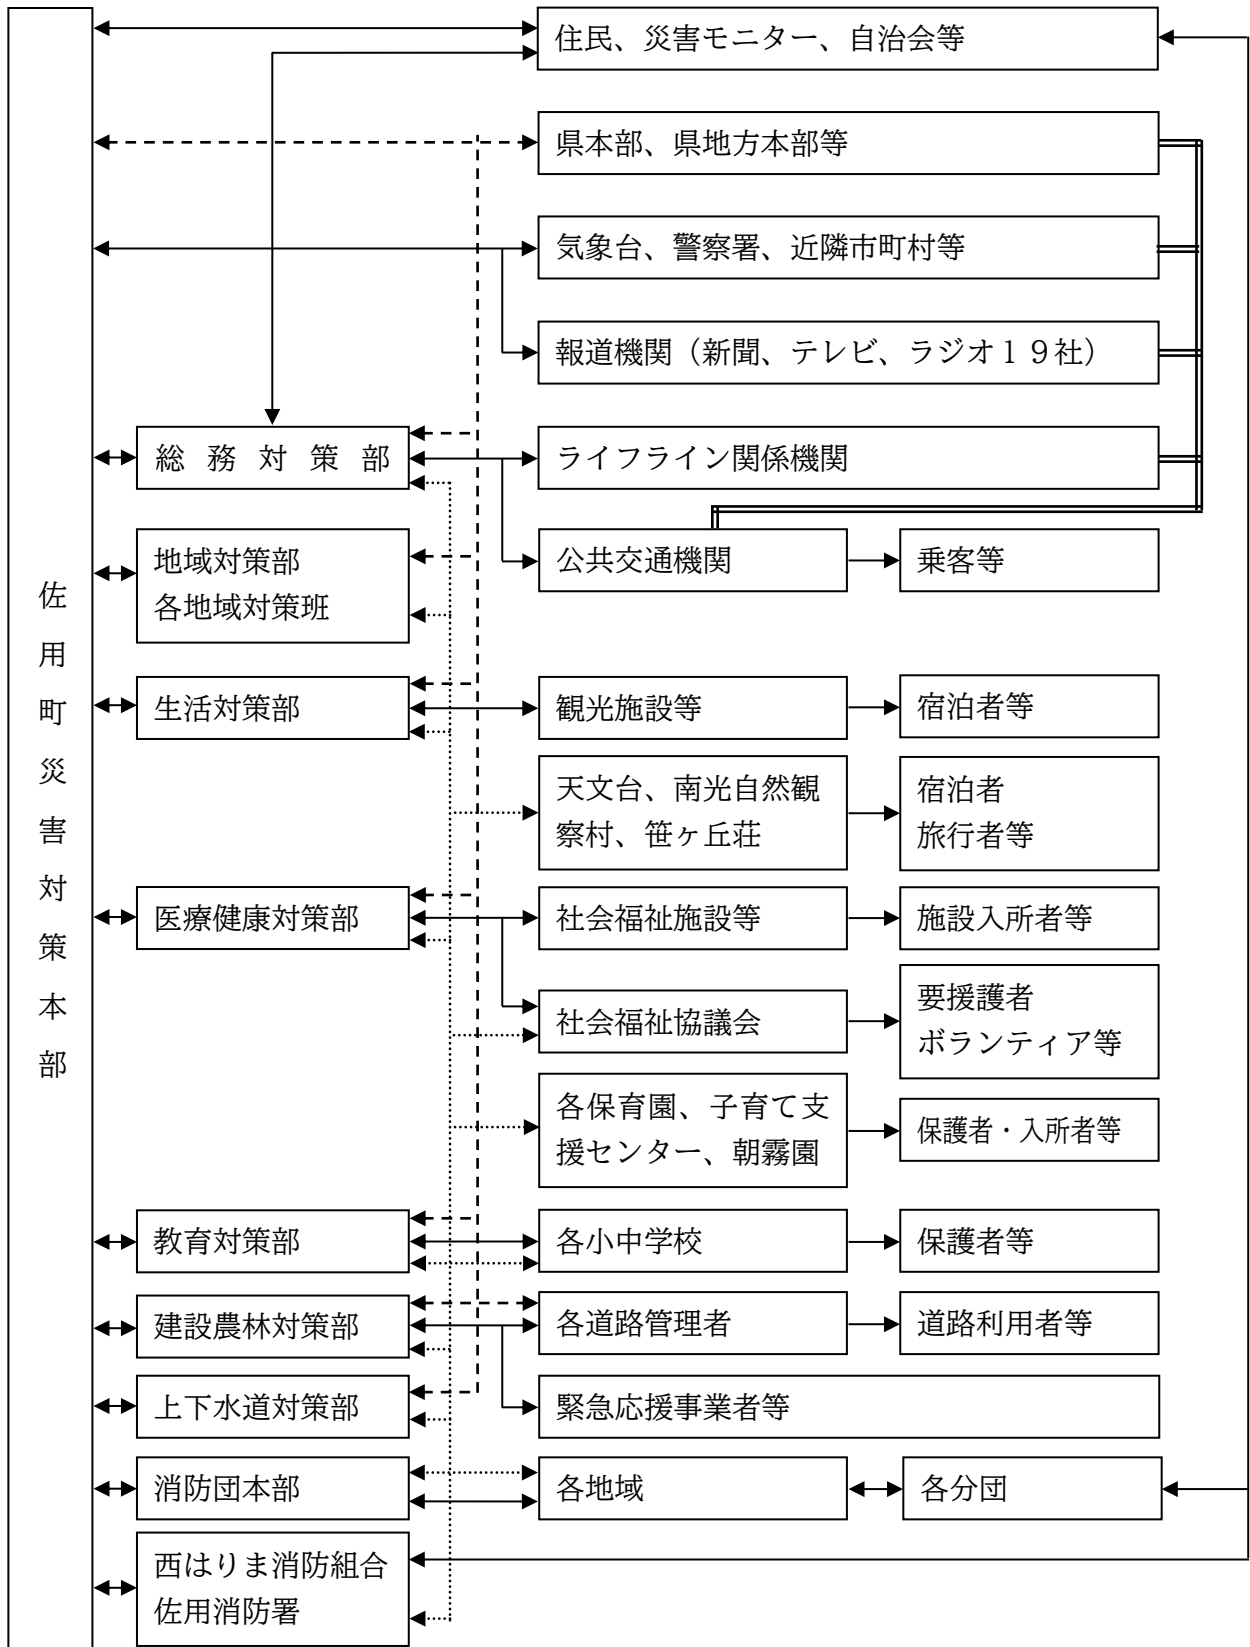 佐用町災害対策本部
住民、災害モニター、自治会等
県本部、県地方本部等
気象台、警察署、近隣市町村等
報道機関（新聞、テレビ、ラジオ１９社）
総務対策部
ライフライン関係機関
公共交通機関
乗客等
地域対策部
各地域対策班
生活対策部
観光施設等
宿泊者等
天文台、南光自然観
察村、笹ヶ丘荘
宿泊者
旅行者等
医療健康対策部
社会福祉施設等
施設入所者等
社会福祉協議会
要援護者
ボランティア等
各保育園、子育て支
援センター、朝霧園
保護者・入所者等
教育対策部
各小中学校
保護者等
建設農林対策部
各道路管理者
道路利用者等
上下水道対策部
緊急応援事業者等
消防団本部
各地域
各分団
西はりま消防組合
佐用消防署